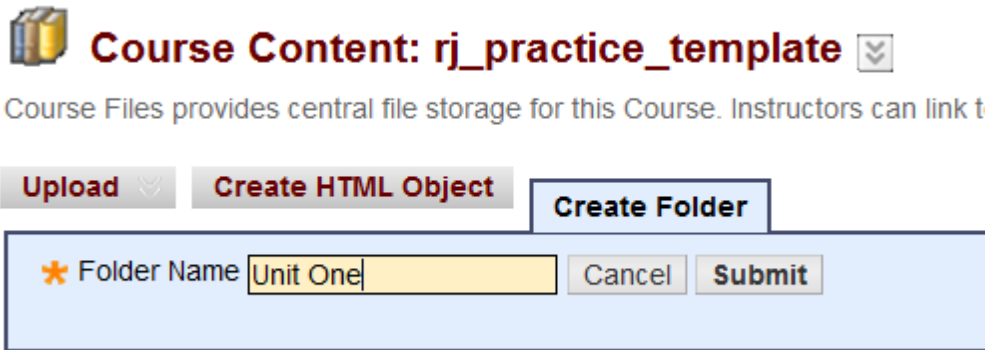 Course Content: rj_practice_template
Course Files provides central file storage for this Course. Instructors can link
Upload Create HTML Object Create Folder
Folder Name Unit One Cancel Submit